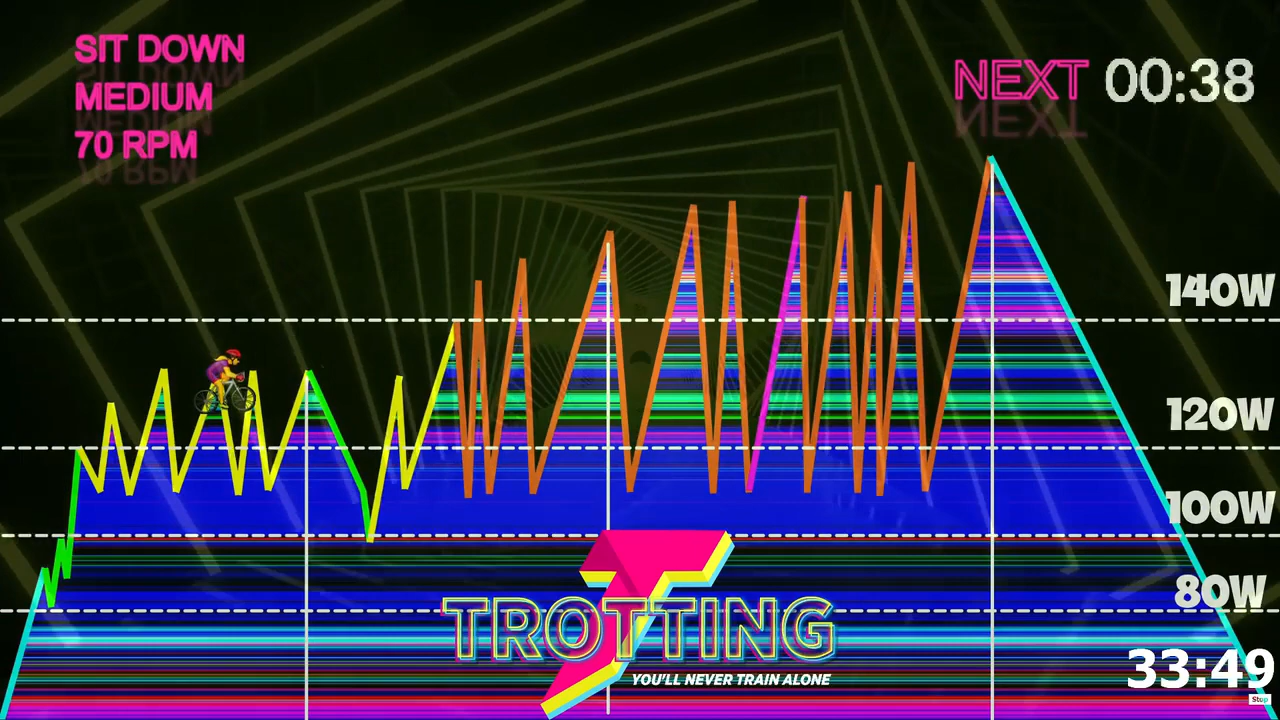 SIT DOWN
MEDIUM
70 RPM
NEXT 00:38
140W
120W
100W
80W
TROTTING
YOU'LL NEVER TRAIN ALONE
33:49
Stop